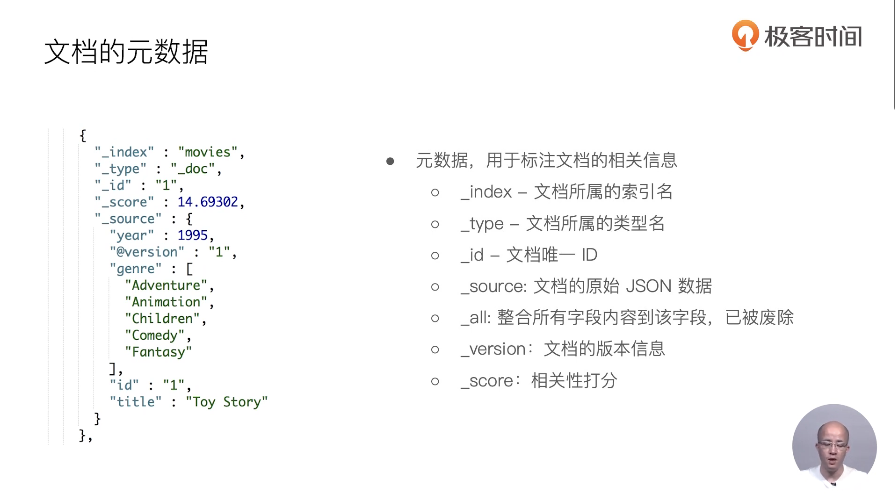 文档的元数据
极客时间
{
"_index" : "movies",
"_type" : "_doc",
"_id" : "1",
"_score" : 14.69302,
"_source" : {
"year" : 1995,
"@version" : "1",
"genre" : [
"Adventure",
"Animation",
"Children",
"Comedy",
"Fantasy"
],
"id" : "1",
"title" : "Toy Story"
}
},
● 元数据，用于标注文档的相关信息
○ _index – 文档所属的索引名
○ _type – 文档所属的类型名
○ _id – 文档唯一 ID
○ _source: 文档的原始 JSON 数据
○ _all: 整合所有字段内容到该字段，已被废除
○ _version：文档的版本信息
○ _score：相关性打分